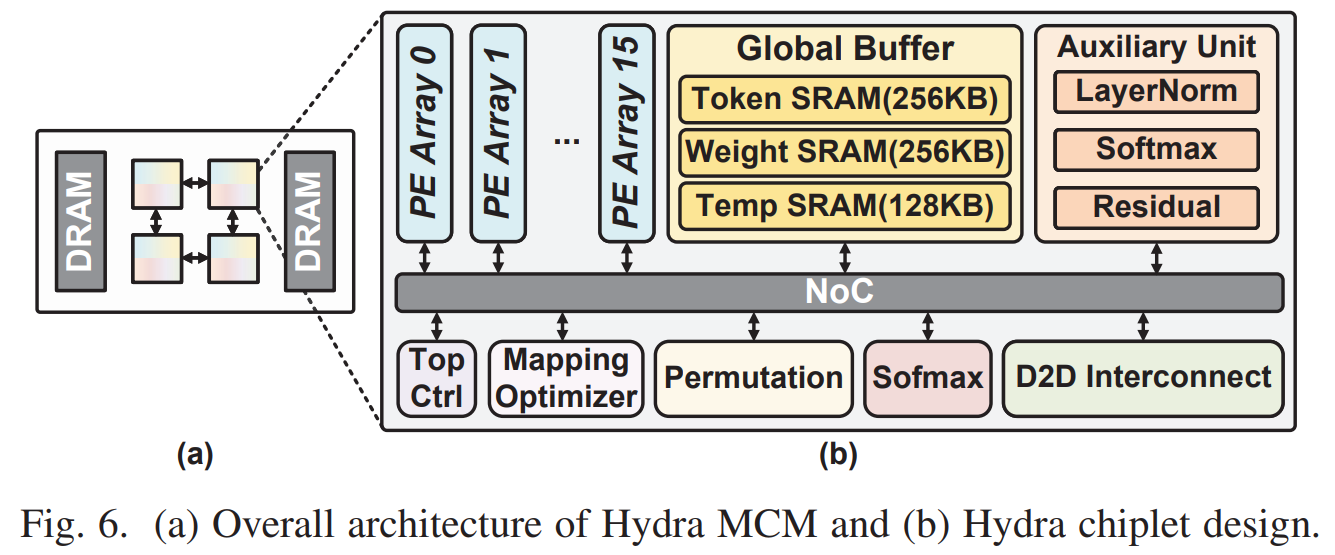 DRAM
DRAM
(a)
PE Array 0
PE Array 1
...
PE Array 15
Global Buffer
Token SRAM(256KB)
Weight SRAM(256KB)
Temp SRAM(128KB)
Auxiliary Unit
LayerNorm
Softmax
Residual
NoC
Top
Ctrl
Mapping
Optimizer
Permutation
Sofmax
D2D Interconnect
(b)
Fig. 6. (a) Overall architecture of Hydra MCM and (b) Hydra chiplet design.